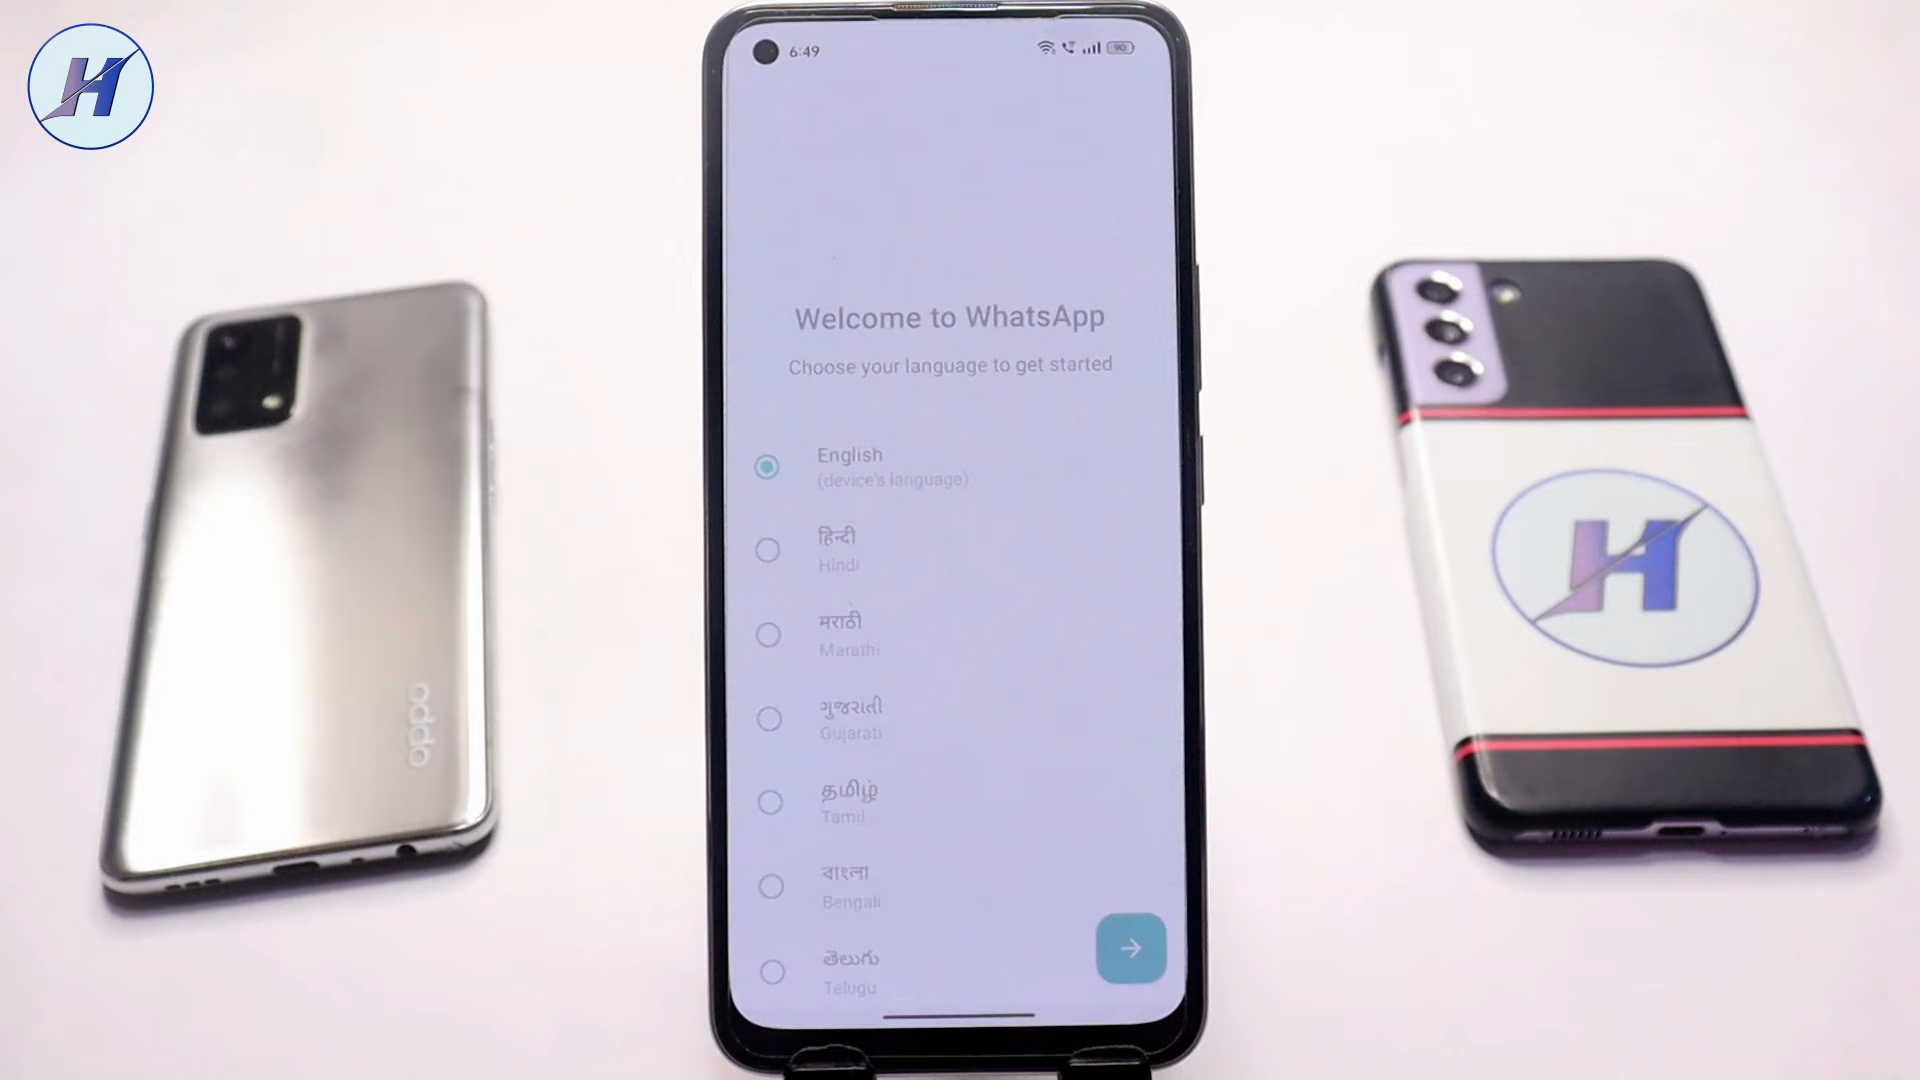 H
6:49
90
Welcome to WhatsApp
Choose your language to get started
English
(device's language)
हिन्दी
Hindi
मराठी
Marathi
ગુજરાતી
Gujarati
தமிழ்
Tamil
বাংলা
Bengali
తెలుగు
Telugu
oppo
H